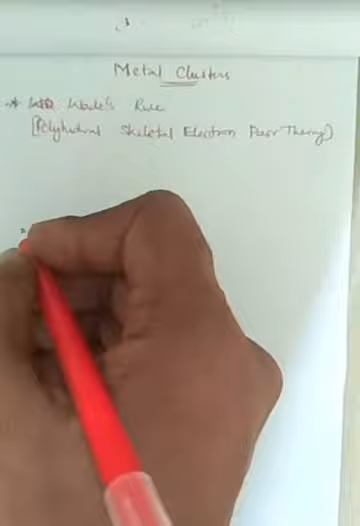 Metal Clusters
* Wade's Rule
[Polyhedral Skeletal Electron Pair Theory)